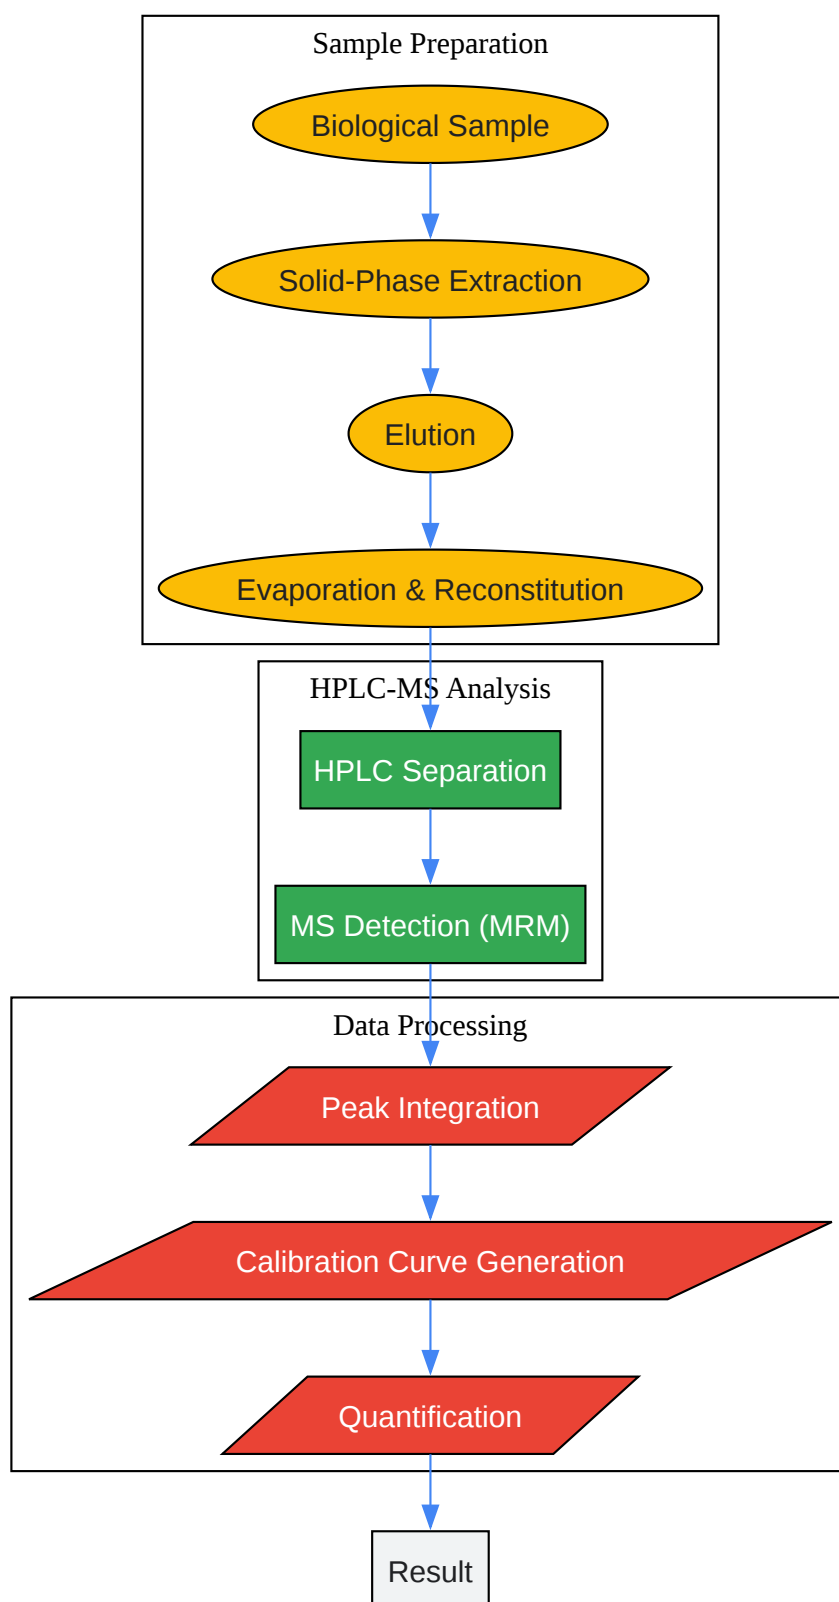 Sample Preparation
Biological Sample
Solid-Phase Extraction
Elution
Evaporation & Reconstitution
HPLC-MS Analysis
HPLC Separation
MS Detection (MRM)
Data Processing
Peak Integration
Calibration Curve Generation
Quantification
Result